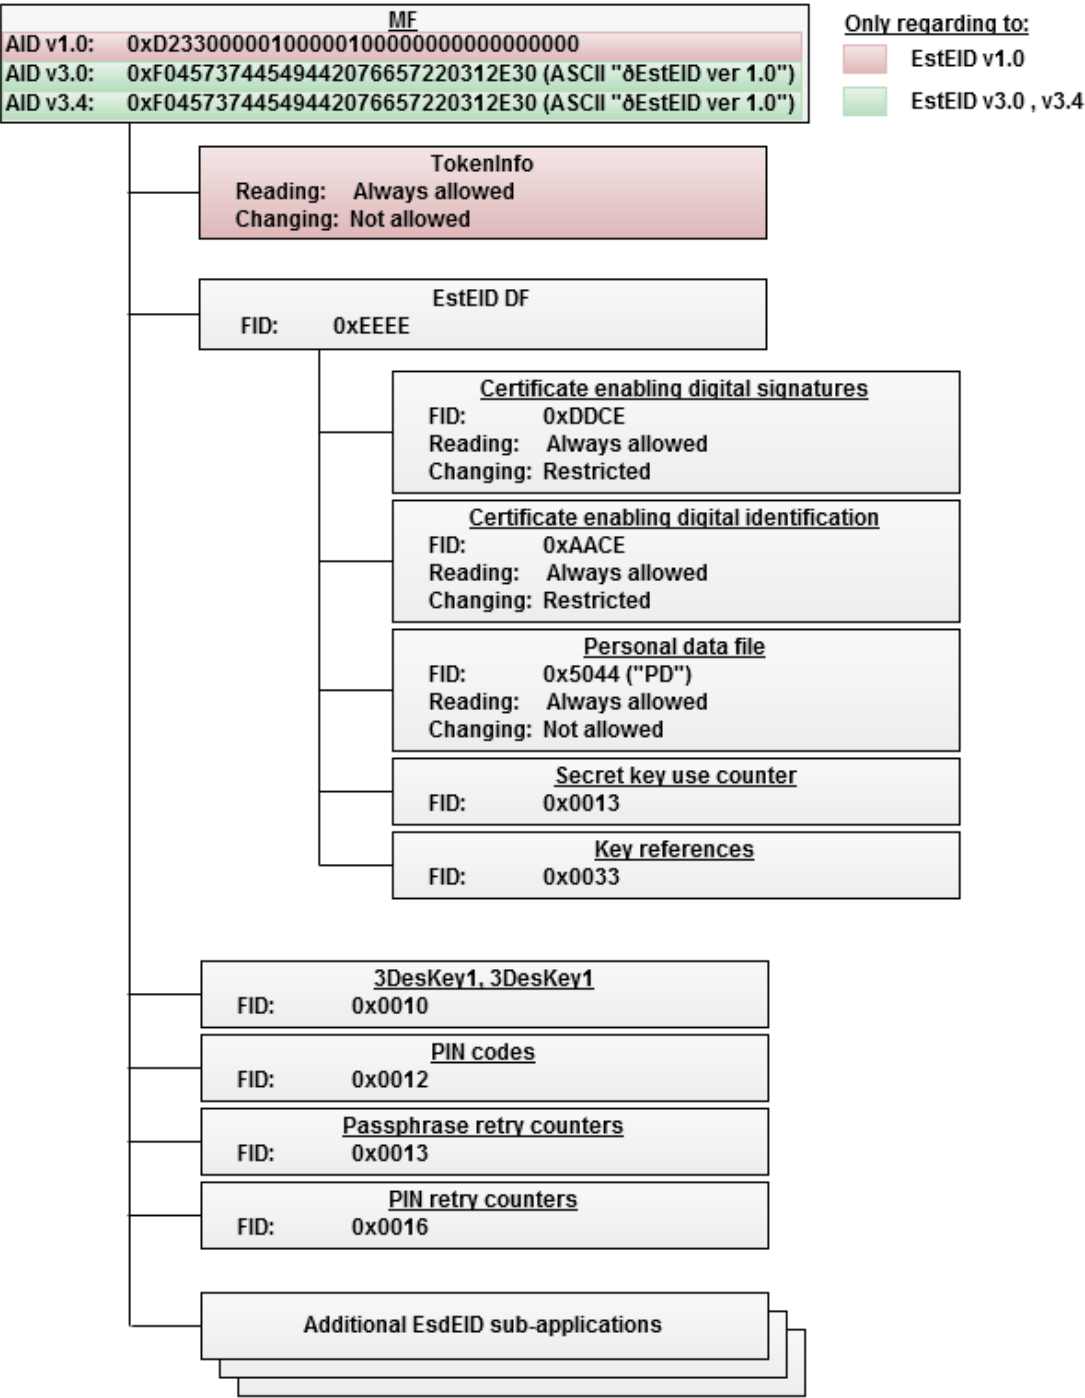 MF
AID v1.0: 0xD2330000010000010000000000000000
AID v3.0: 0xF04573744549442076657220312E30 (ASCII "ðEstEID ver 1.0")
AID v3.4: 0xF04573744549442076657220312E30 (ASCII "ðEstEID ver 1.0")
Only regarding to:
EstEID v1.0
EstEID v3.0 , v3.4
TokenInfo
Reading: Always allowed
Changing: Not allowed
EstEID DF
FID: 0xEEEE
Certificate enabling digital signatures
FID: 0xDDCE
Reading: Always allowed
Changing: Restricted
Certificate enabling digital identification
FID: 0xAACE
Reading: Always allowed
Changing: Restricted
Personal data file
FID: 0x5044 ("PD")
Reading: Always allowed
Changing: Not allowed
Secret key use counter
FID: 0x0013
Key references
FID: 0x0033
3DesKey1, 3DesKey1
FID: 0x0010
PIN codes
FID: 0x0012
Passphrase retry counters
FID: 0x0013
PIN retry counters
FID: 0x0016
Additional EsdEID sub-applications